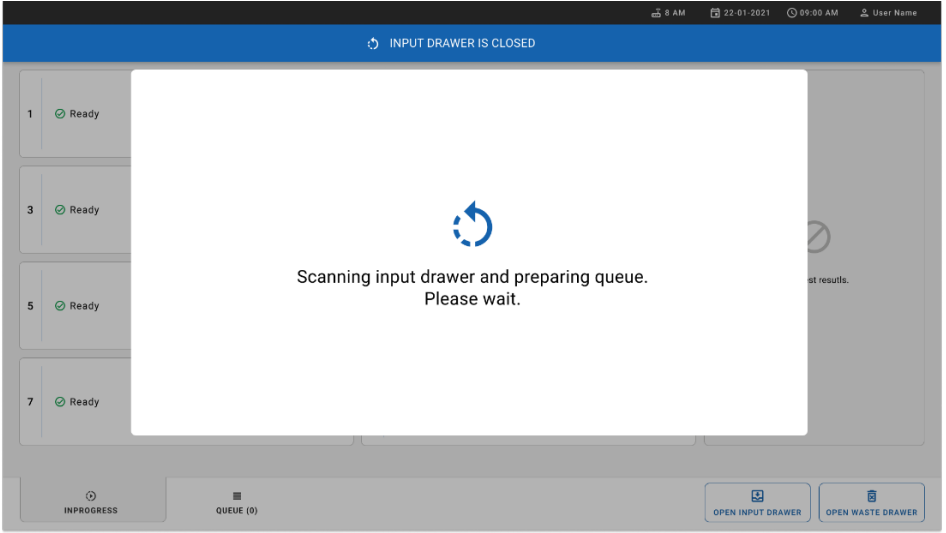 8 AM 22-01-2021 09:00 AM User Name
INPUT DRAWER IS CLOSED
1 Ready
3 Ready
5 Ready
7 Ready
Scanning input drawer and preparing queue.
Please wait.
resutls.
INPROGRESS
QUEUE (0)
OPEN INPUT DRAWER
OPEN WASTE DRAWER